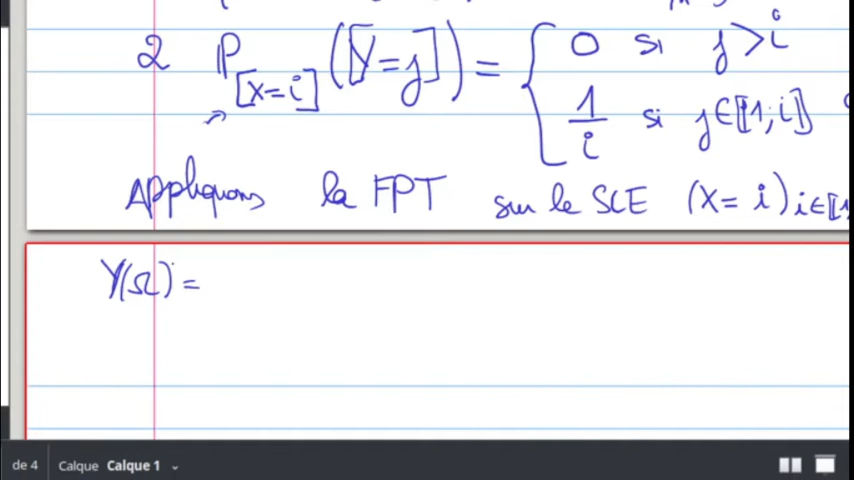 2 ℙ[X=i]([Y=j]) = { 0 si j>i
1/i si j∈⟦1;i⟧
Appliquons la FPT sur le SCE (X=i)i∈⟦1
Y(Ω) =
de 4 Calque Calque 1